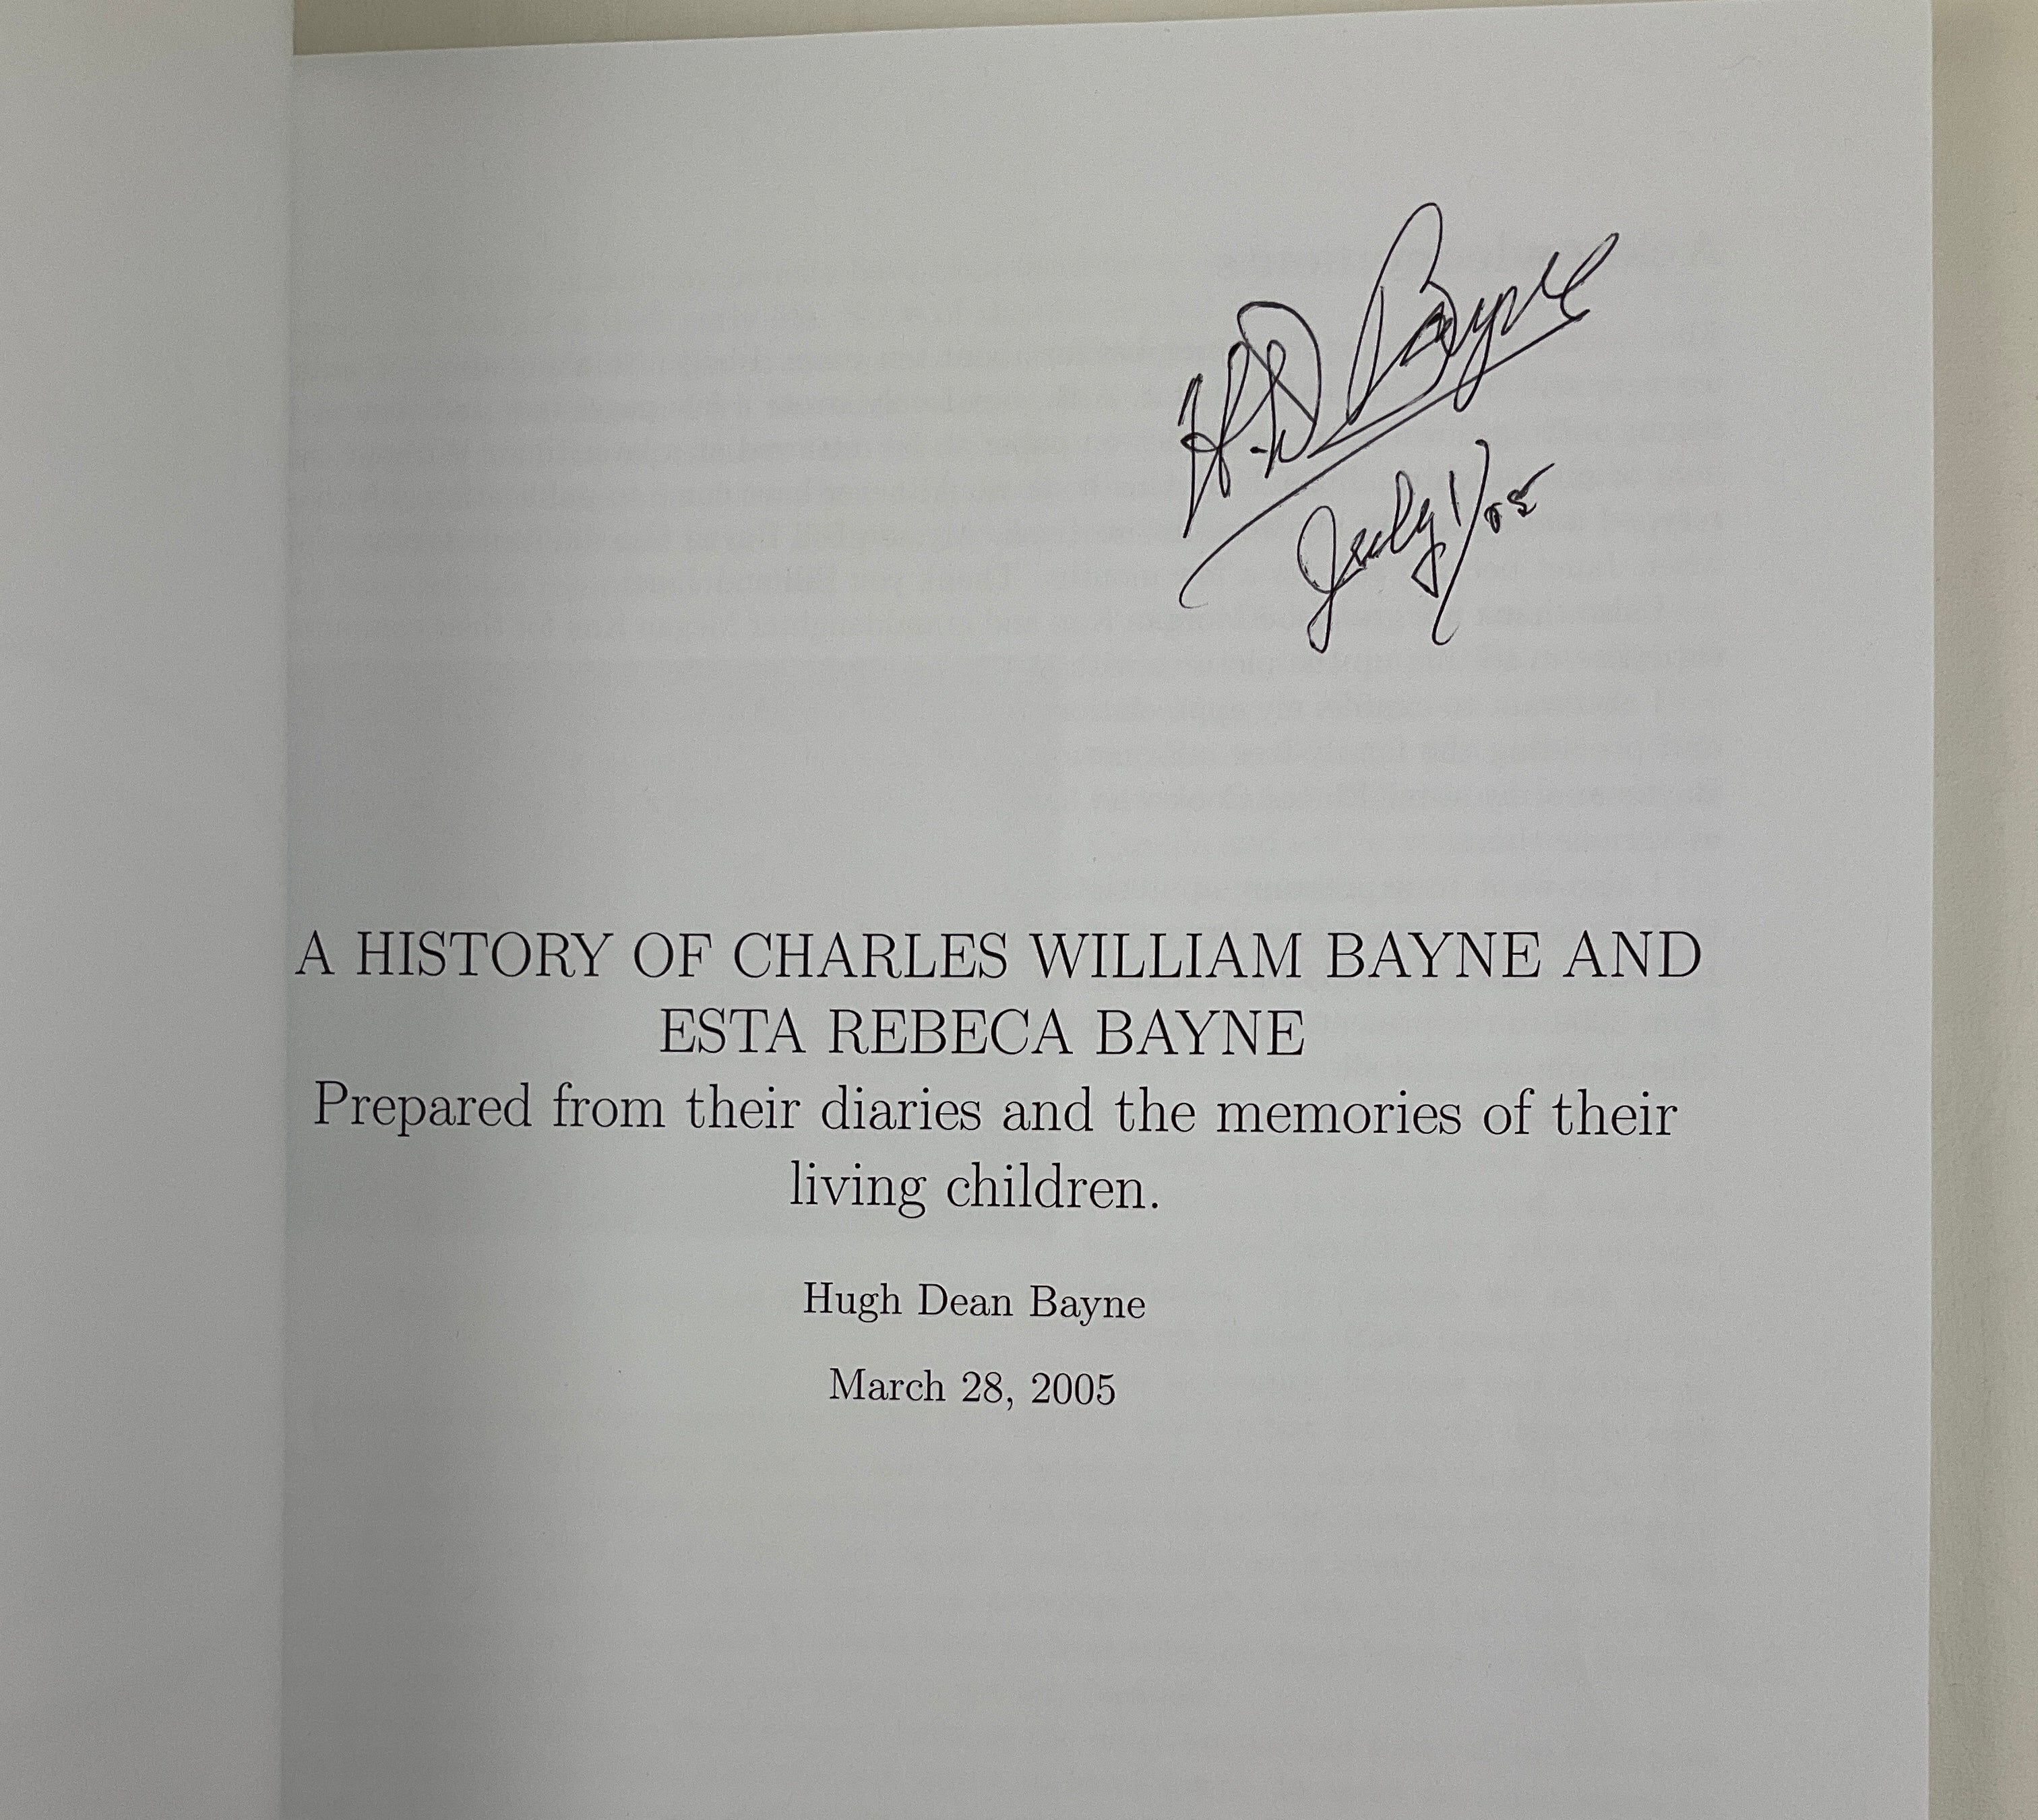 H.D Bayne
July 1/05
A HISTORY OF CHARLES WILLIAM BAYNE AND
ESTA REBECA BAYNE
Prepared from their diaries and the memories of their
living children.
Hugh Dean Bayne
March 28, 2005